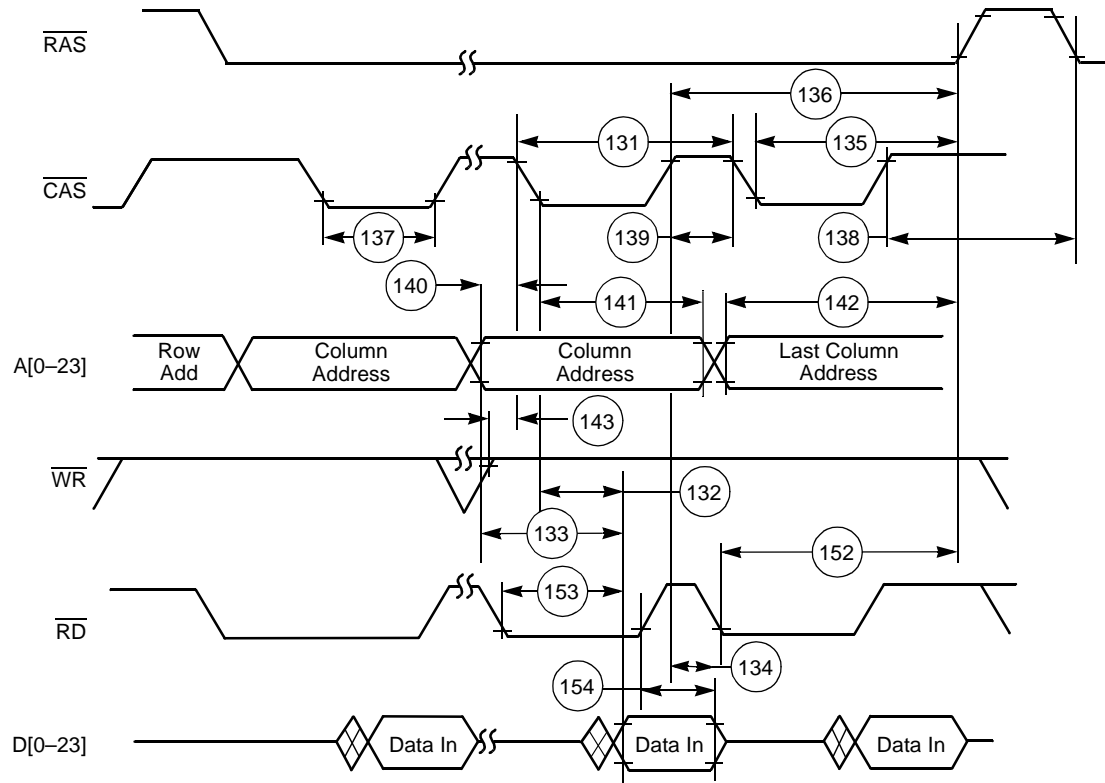 RAS
136
131
135
CAS
137
139
138
140
141
142
A[0–23]
Row
Add
Column
Address
Column
Address
Last Column
Address
143
WR
132
133
152
153
RD
134
154
D[0–23]
Data In
Data In
Data In